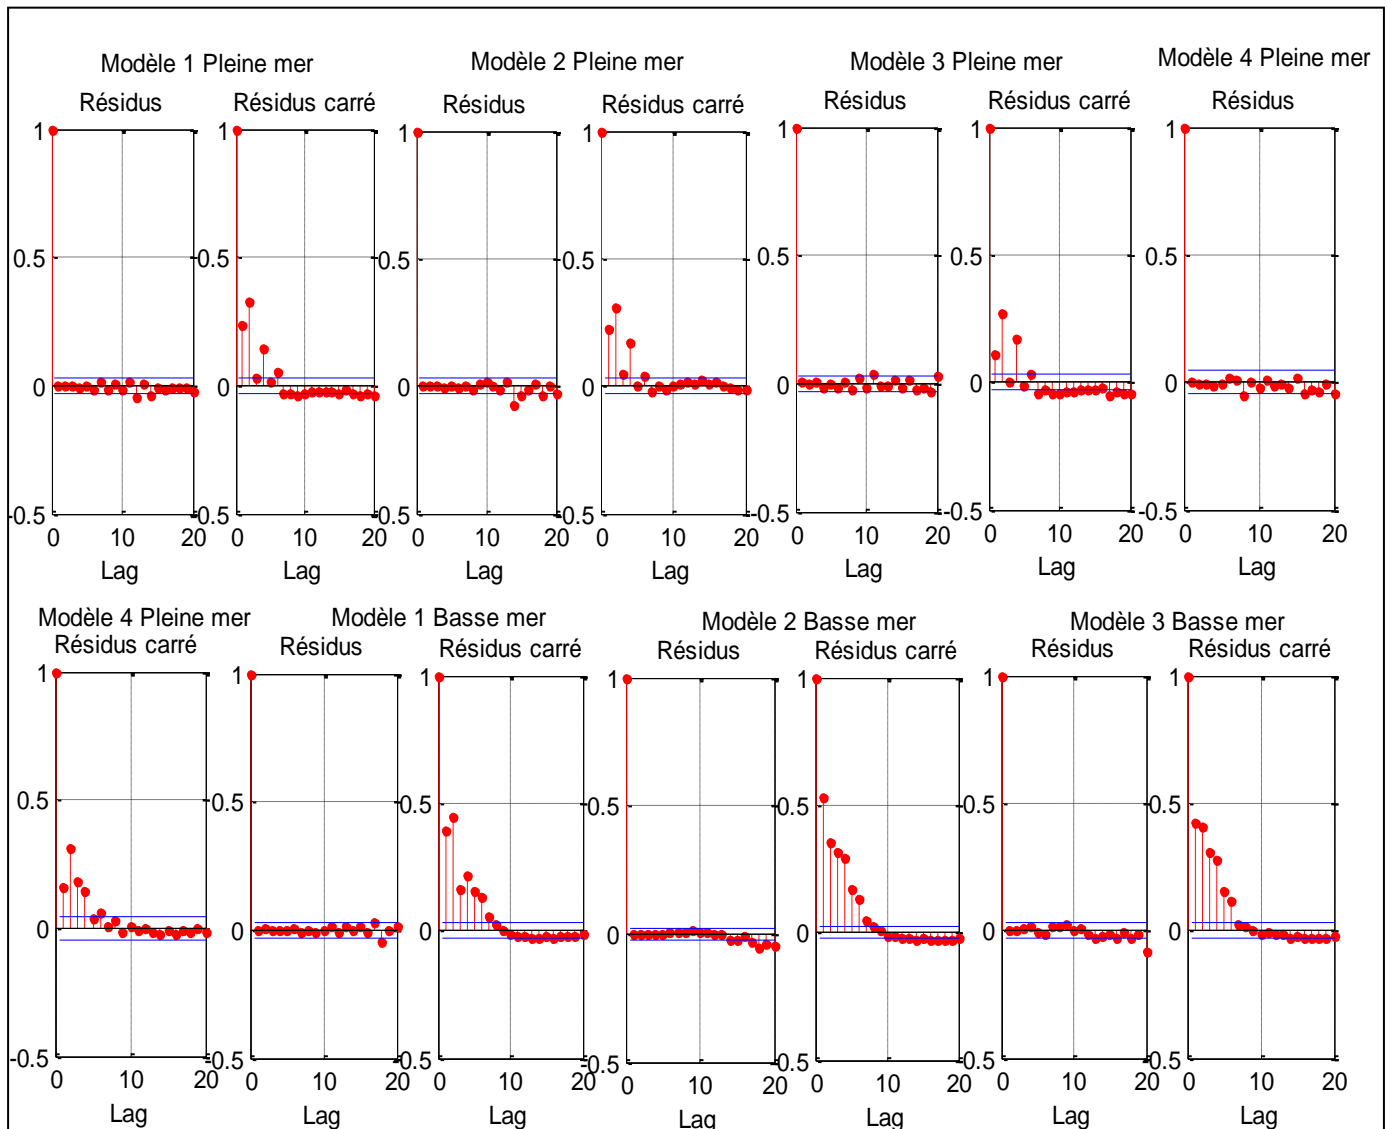 Modèle 1 Pleine mer
Modèle 2 Pleine mer
Modèle 3 Pleine mer
Modèle 4 Pleine mer
Résidus
Résidus carré
Résidus
Résidus carré
Résidus
Résidus carré
Résidus
1 1 1 1 1 1 1
0.5 0.5 0.5 0.5 0.5 0.5 0.5
0 0 0 0 0 0 0
-0.5 -0.5 -0.5 -0.5 -0.5 -0.5 -0.5
0 10 20 0 10 20 0 10 20 0 10 20 0 10 20 0 10 20 0 10 20
Lag Lag Lag Lag Lag Lag Lag
Modèle 4 Pleine mer
Modèle 1 Basse mer
Modèle 2 Basse mer
Modèle 3 Basse mer
Résidus carré
Résidus
Résidus carré
Résidus
Résidus carré
Résidus
Résidus carré
1 1 1 1 1 1 1
0.5 0.5 0.5 0.5 0.5 0.5 0.5
0 0 0 0 0 0 0
-0.5 -0.5 -0.5 -0.5 -0.5 -0.5 -0.5
0 10 20 0 10 20 0 10 20 0 10 20 0 10 20 0 10 20 0 10 20
Lag Lag Lag Lag Lag Lag Lag